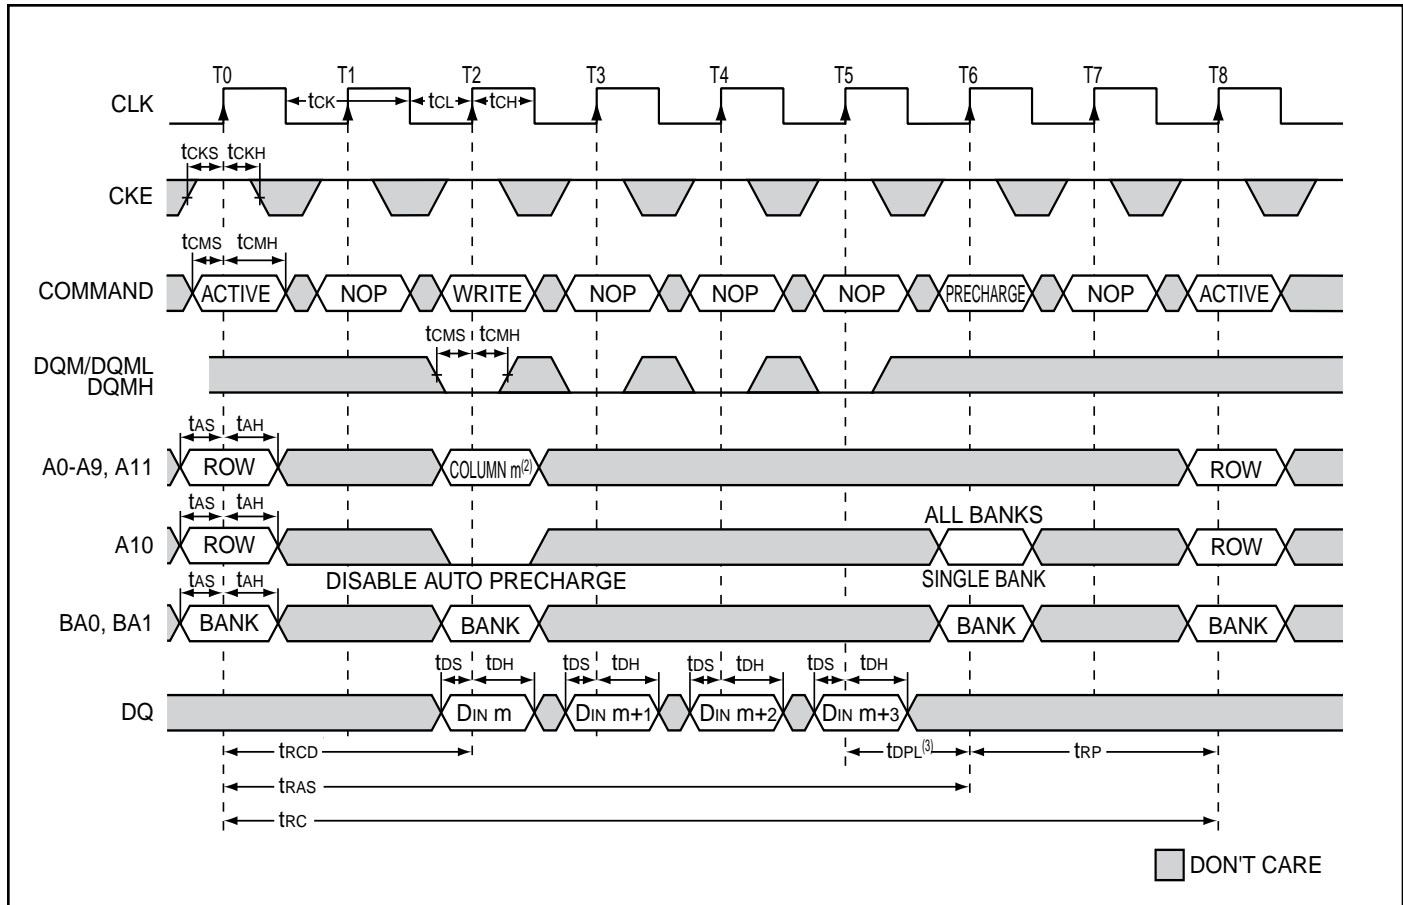 T0 T1 T2 T3 T4 T5 T6 T7 T8
CLK tCK tCL tCH
tCKS tCKH
CKE
tCMS tCMH
COMMAND ACTIVE NOP WRITE NOP NOP NOP PRECHARGE NOP ACTIVE
tCMS tCMH
DQM/DQML
DQMH
tAS tAH
A0-A9, A11 ROW COLUMN m(2) ROW
tAS tAH
ALL BANKS
A10 ROW ROW
tAS tAH DISABLE AUTO PRECHARGE SINGLE BANK
BA0, BA1 BANK BANK BANK BANK
tDS tDH tDS tDH tDS tDH tDS tDH
DQ DIN m DIN m+1 DIN m+2 DIN m+3
tRCD tDPL(3) tRP
tRAS
tRC
DON'T CARE